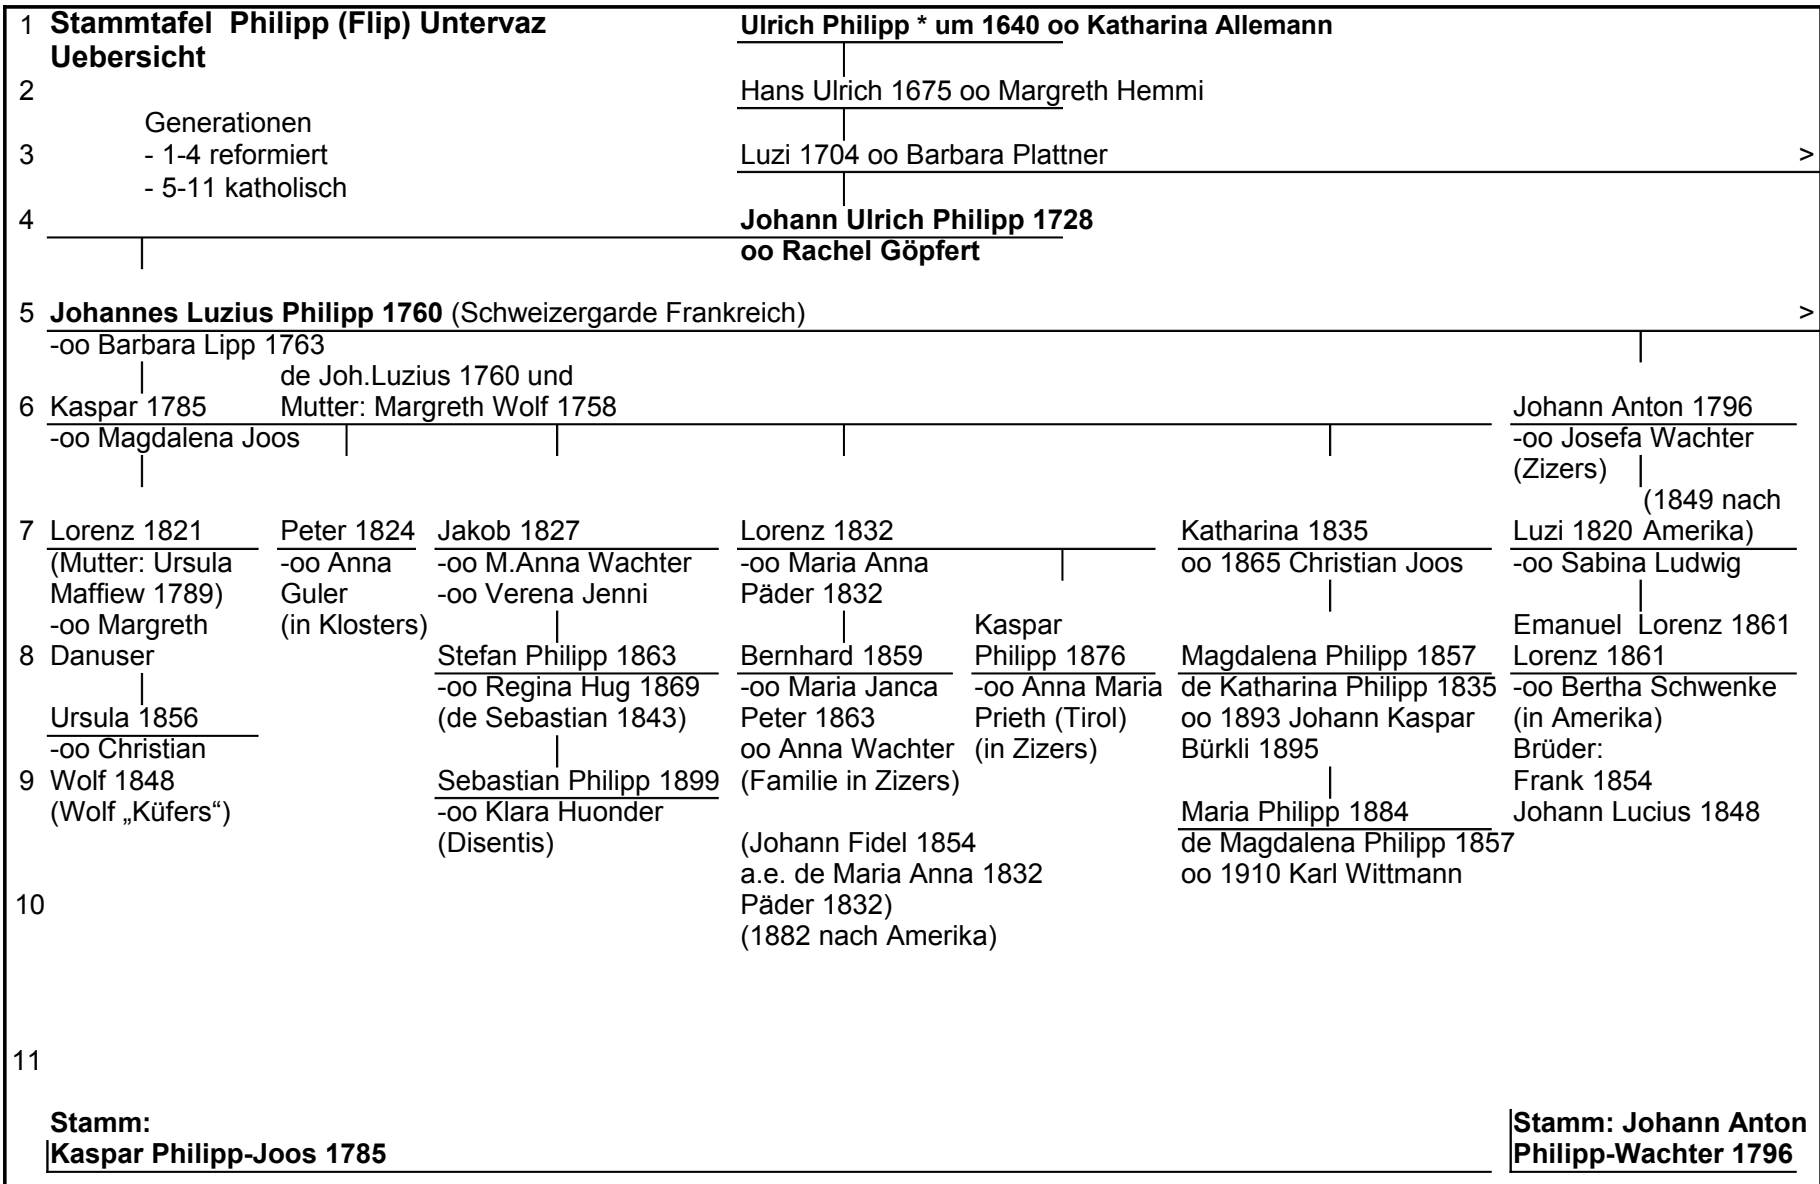 1 Stammtafel Philipp (Flip) Untervaz
Uebersicht
Ulrich Philipp * um 1640 oo Katharina Allemann
2 Hans Ulrich 1675 oo Margreth Hemmi
Generationen
- 1-4 reformiert
- 5-11 katholisch
3 Luzi 1704 oo Barbara Plattner >
4 Johann Ulrich Philipp 1728
oo Rachel Göpfert
5 Johannes Luzius Philipp 1760 (Schweizergarde Frankreich) >
-oo Barbara Lipp 1763
de Joh.Luzius 1760 und
Mutter: Margreth Wolf 1758
6 Kaspar 1785
-oo Magdalena Joos
Johann Anton 1796
-oo Josefa Wachter
(Zizers)
(1849 nach
7 Lorenz 1821
(Mutter: Ursula
Maffiew 1789)
-oo Margreth
8 Danuser
Ursula 1856
-oo Christian
9 Wolf 1848
(Wolf „Küfers“)
Peter 1824
-oo Anna
Guler
(in Klosters)
Jakob 1827
-oo M.Anna Wachter
-oo Verena Jenni
Stefan Philipp 1863
-oo Regina Hug 1869
(de Sebastian 1843)
Sebastian Philipp 1899
-oo Klara Huonder
(Disentis)
Lorenz 1832
-oo Maria Anna
Päder 1832
Bernhard 1859
-oo Maria Janca
Peter 1863
oo Anna Wachter
(Familie in Zizers)
(Johann Fidel 1854
a.e. de Maria Anna 1832
Päder 1832)
(1882 nach Amerika)
Kaspar
Philipp 1876
-oo Anna Maria
Prieth (Tirol)
(in Zizers)
Katharina 1835
oo 1865 Christian Joos
Magdalena Philipp 1857
de Katharina Philipp 1835
oo 1893 Johann Kaspar
Bürkli 1895
Maria Philipp 1884
de Magdalena Philipp 1857
oo 1910 Karl Wittmann
Luzi 1820 Amerika)
-oo Sabina Ludwig
Emanuel Lorenz 1861
Lorenz 1861
-oo Bertha Schwenke
(in Amerika)
Brüder:
Frank 1854
Johann Lucius 1848
10
11
Stamm:
Kaspar Philipp-Joos 1785
Stamm: Johann Anton
Philipp-Wachter 1796